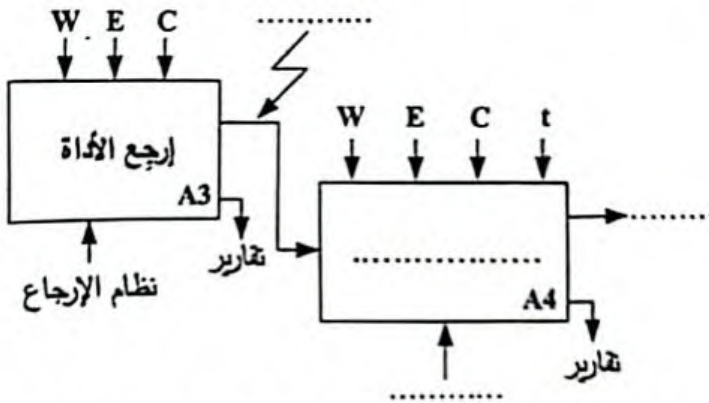 W E C
..............
إرجع الأداة
A3
تقارير
نظام الإرجاع
W E C t
..............
....................
A4
تقارير
..............